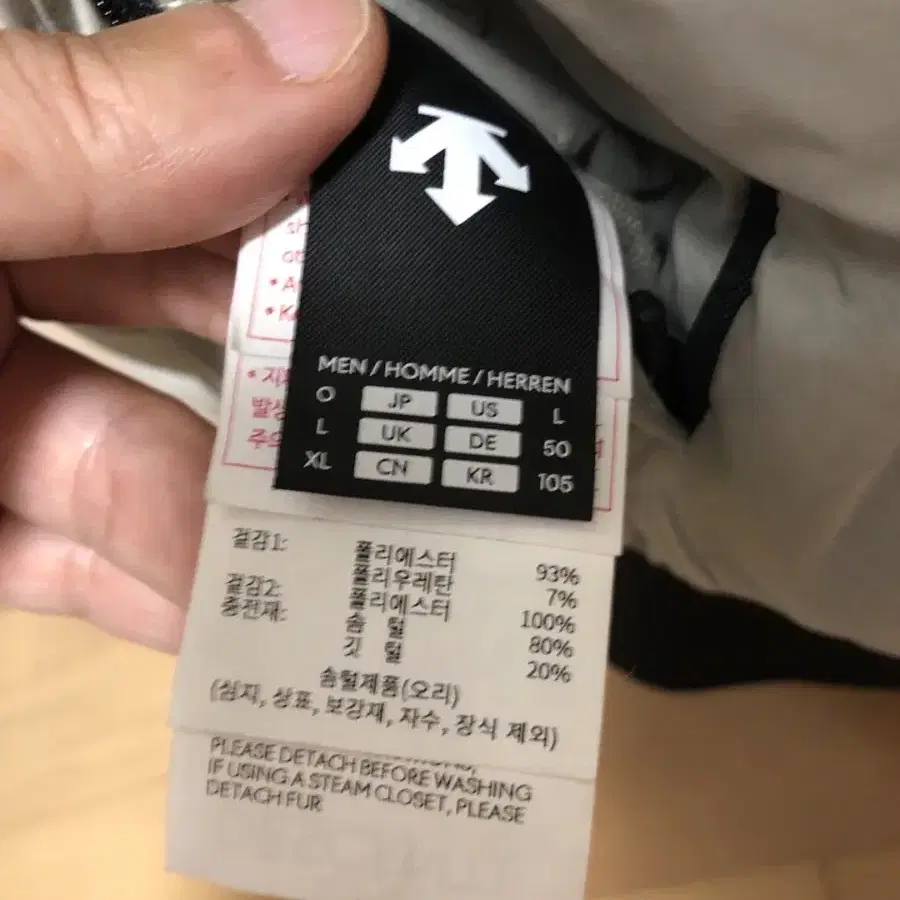 MEN / HOMME / HERREN
O JP US L
L UK DE 50
XL CN KR 105
겉감1: 폴리에스터 93%
폴리우레탄 7%
겉감2: 폴리에스터 100%
충전재: 솜 털 80%
깃 털 20%
솜털제품(오리)
(심지, 상표, 보강재, 자수, 장식 제외)
PLEASE DETACH BEFORE WASHING
IF USING A STEAM CLOSET, PLEASE
DETACH FUR